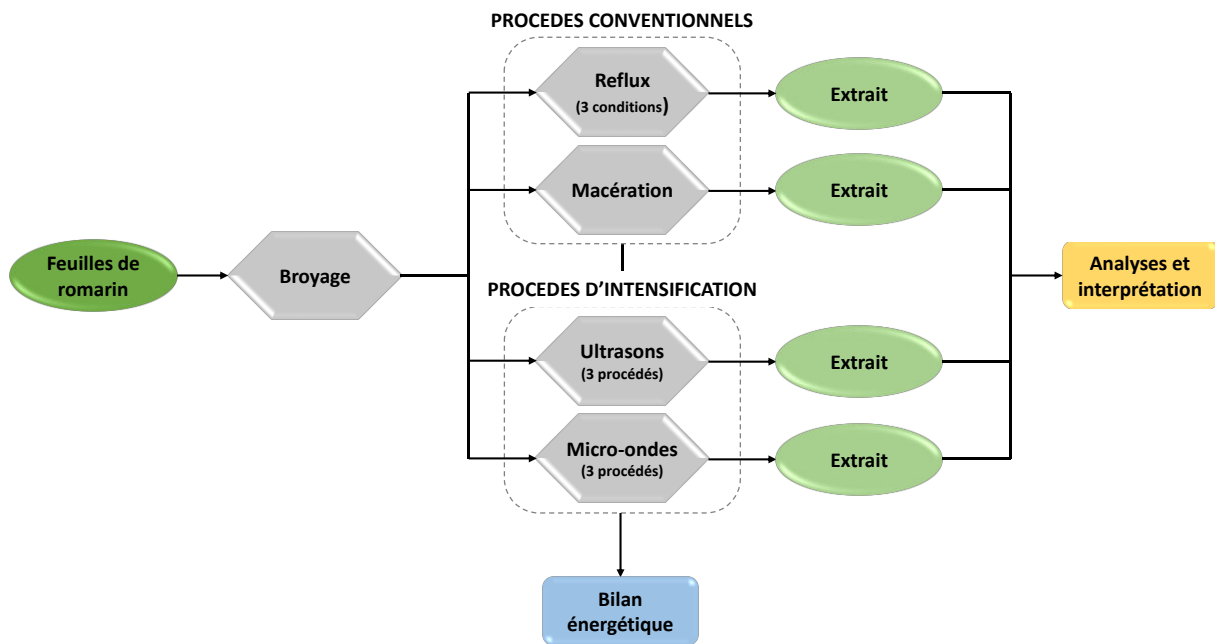 PROCEDES CONVENTIONNELS
Reflux
(3 conditions)
Extrait
Macération
Extrait
Feuilles de
romarin
Broyage
Analyses et
interprétation
PROCEDES D'INTENSIFICATION
Ultrasons
(3 procédés)
Extrait
Micro-ondes
(3 procédés)
Extrait
Bilan
énergétique